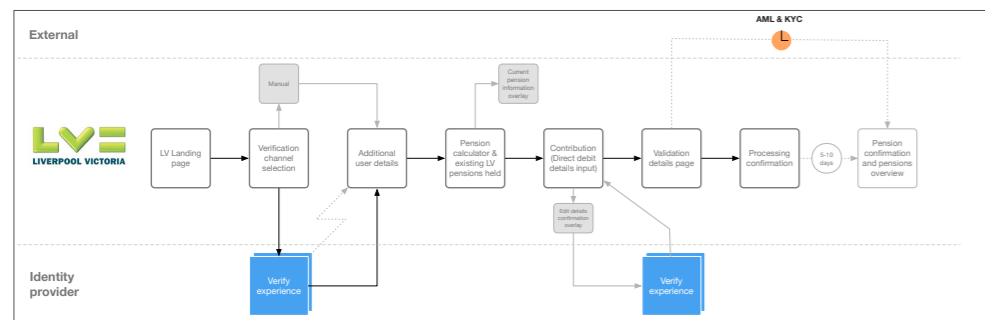 AML & KYC
External
Current
pension
information
overlay
Manual
LVE
LIVERPOOL VICTORIA
LV Landing
page
Verification
channel
selection
Additional
user details
Pension
calculator &
existing LV
pensions held
Contribution
(Direct debit
details input)
Validation
details page
Processing
confirmation
5-10
days
Pension
confirmation
and pensions
overview
Edit details
confirmation
overlay
Identity
provider
Verify
experience
Verify
experience